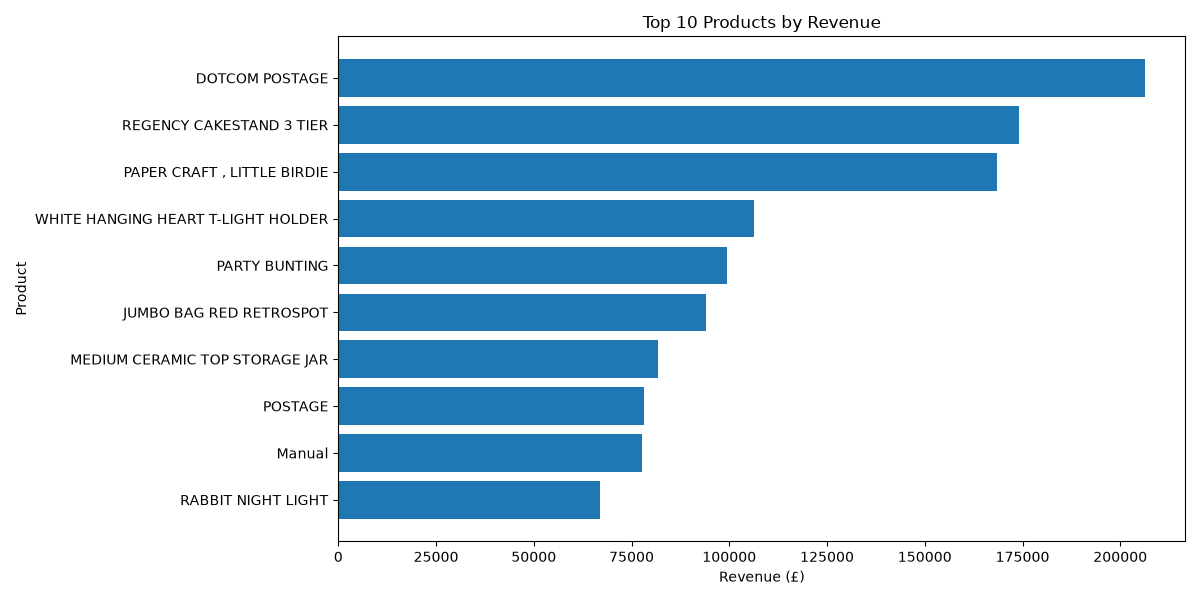 Top 10 Products by Revenue
DOTCOM POSTAGE
REGENCY CAKESTAND 3 TIER
PAPER CRAFT , LITTLE BIRDIE
WHITE HANGING HEART T-LIGHT HOLDER
PARTY BUNTING
JUMBO BAG RED RETROSPOT
MEDIUM CERAMIC TOP STORAGE JAR
POSTAGE
Manual
RABBIT NIGHT LIGHT
Product
0 25000 50000 75000 100000 125000 150000 175000 200000
Revenue (£)